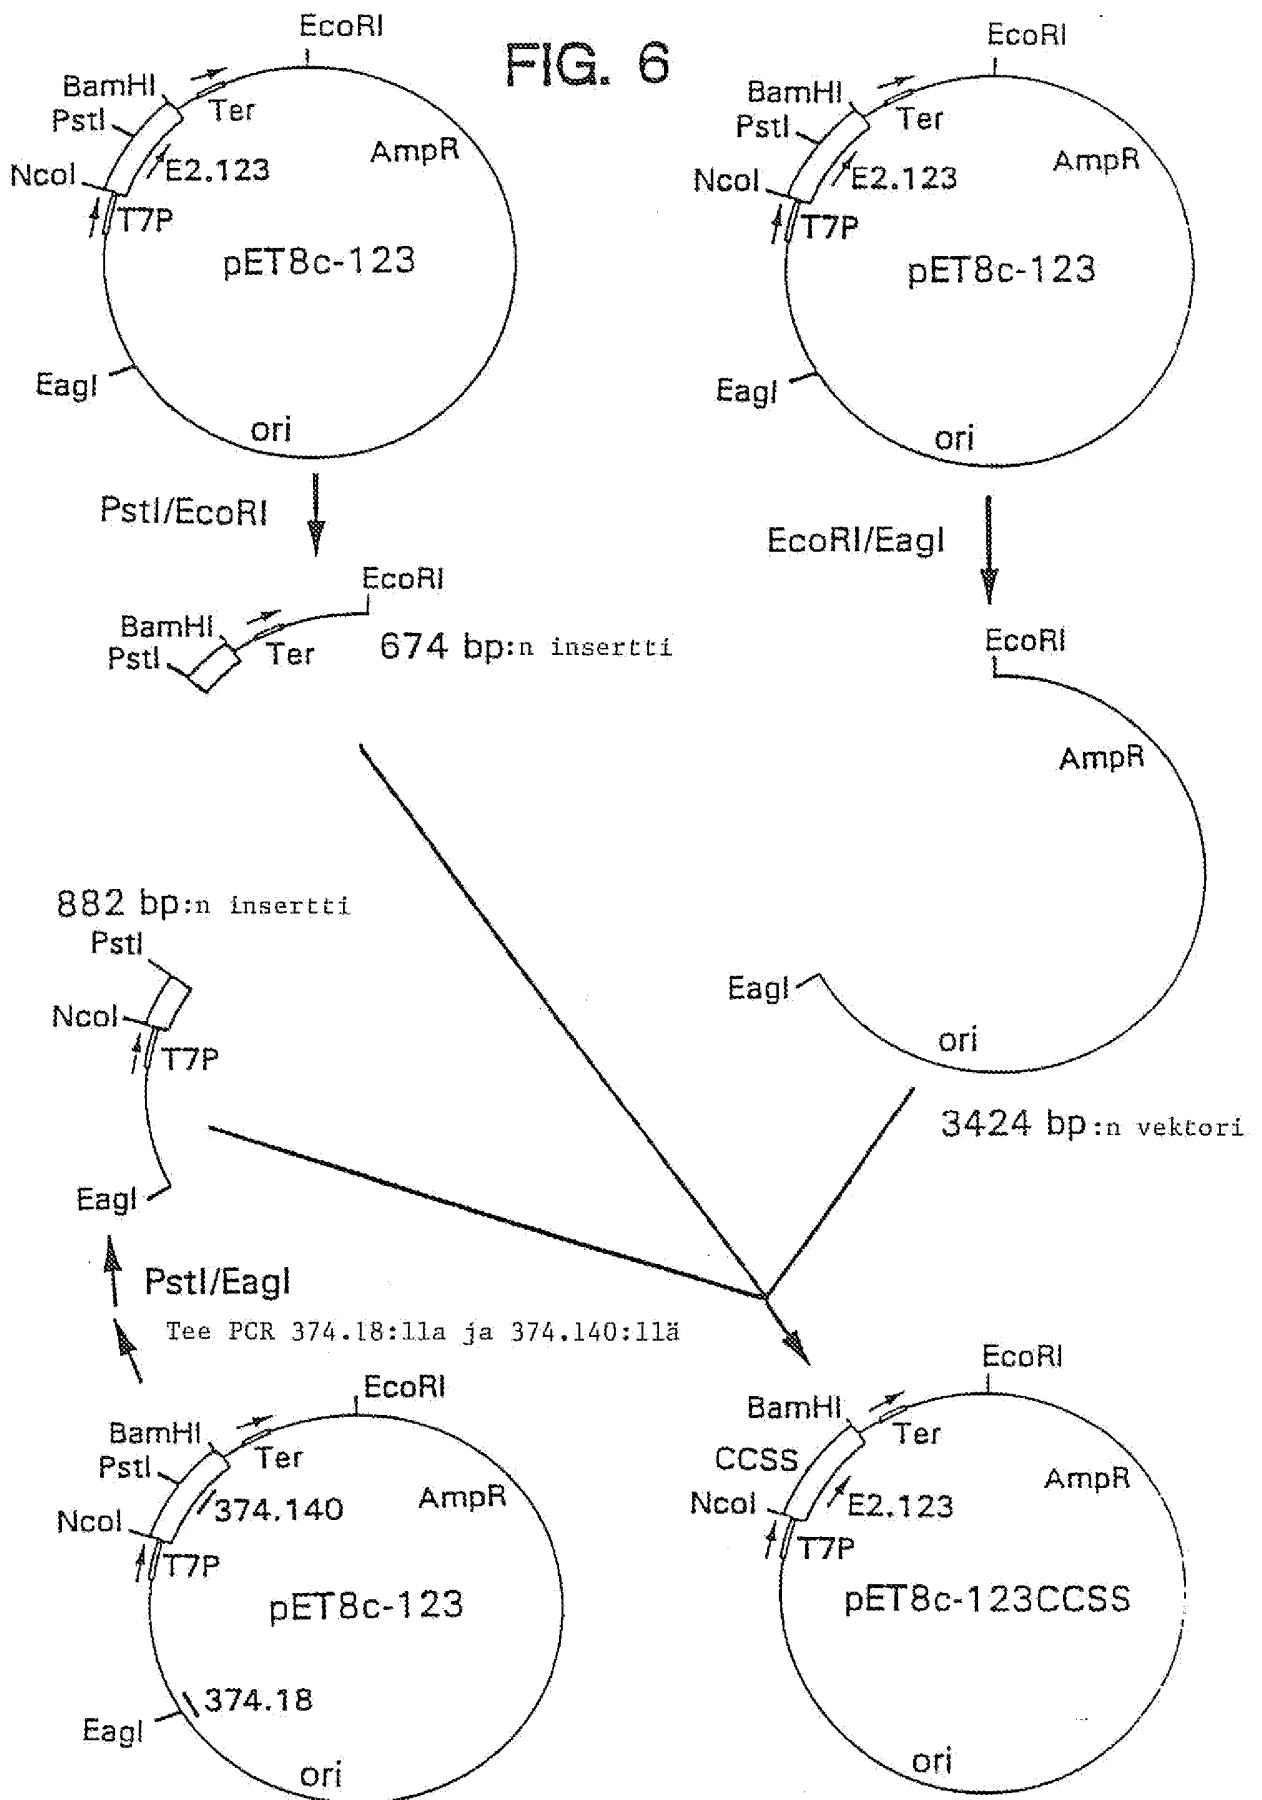 FIG. 6
EcoRI
BamHI
PstI
NcoI
Ter
AmpR
E2.123
T7P
pET8c-123
EagI
ori
EcoRI
BamHI
PstI
NcoI
Ter
AmpR
E2.123
T7P
pET8c-123
EagI
ori
PstI/EcoRI
EcoRI/EagI
EcoRI
BamHI
PstI
Ter
674 bp:n insertti
EcoRI
AmpR
EagI
ori
3424 bp:n vektori
882 bp:n insertti
PstI
NcoI
T7P
EagI
PstI/EagI
Tee PCR 374.18:lla ja 374.140:llä
EcoRI
BamHI
PstI
NcoI
Ter
374.140
AmpR
T7P
pET8c-123
374.18
EagI
ori
EcoRI
BamHI
CCSS
NcoI
Ter
AmpR
E2.123
T7P
pET8c-123CCSS
ori